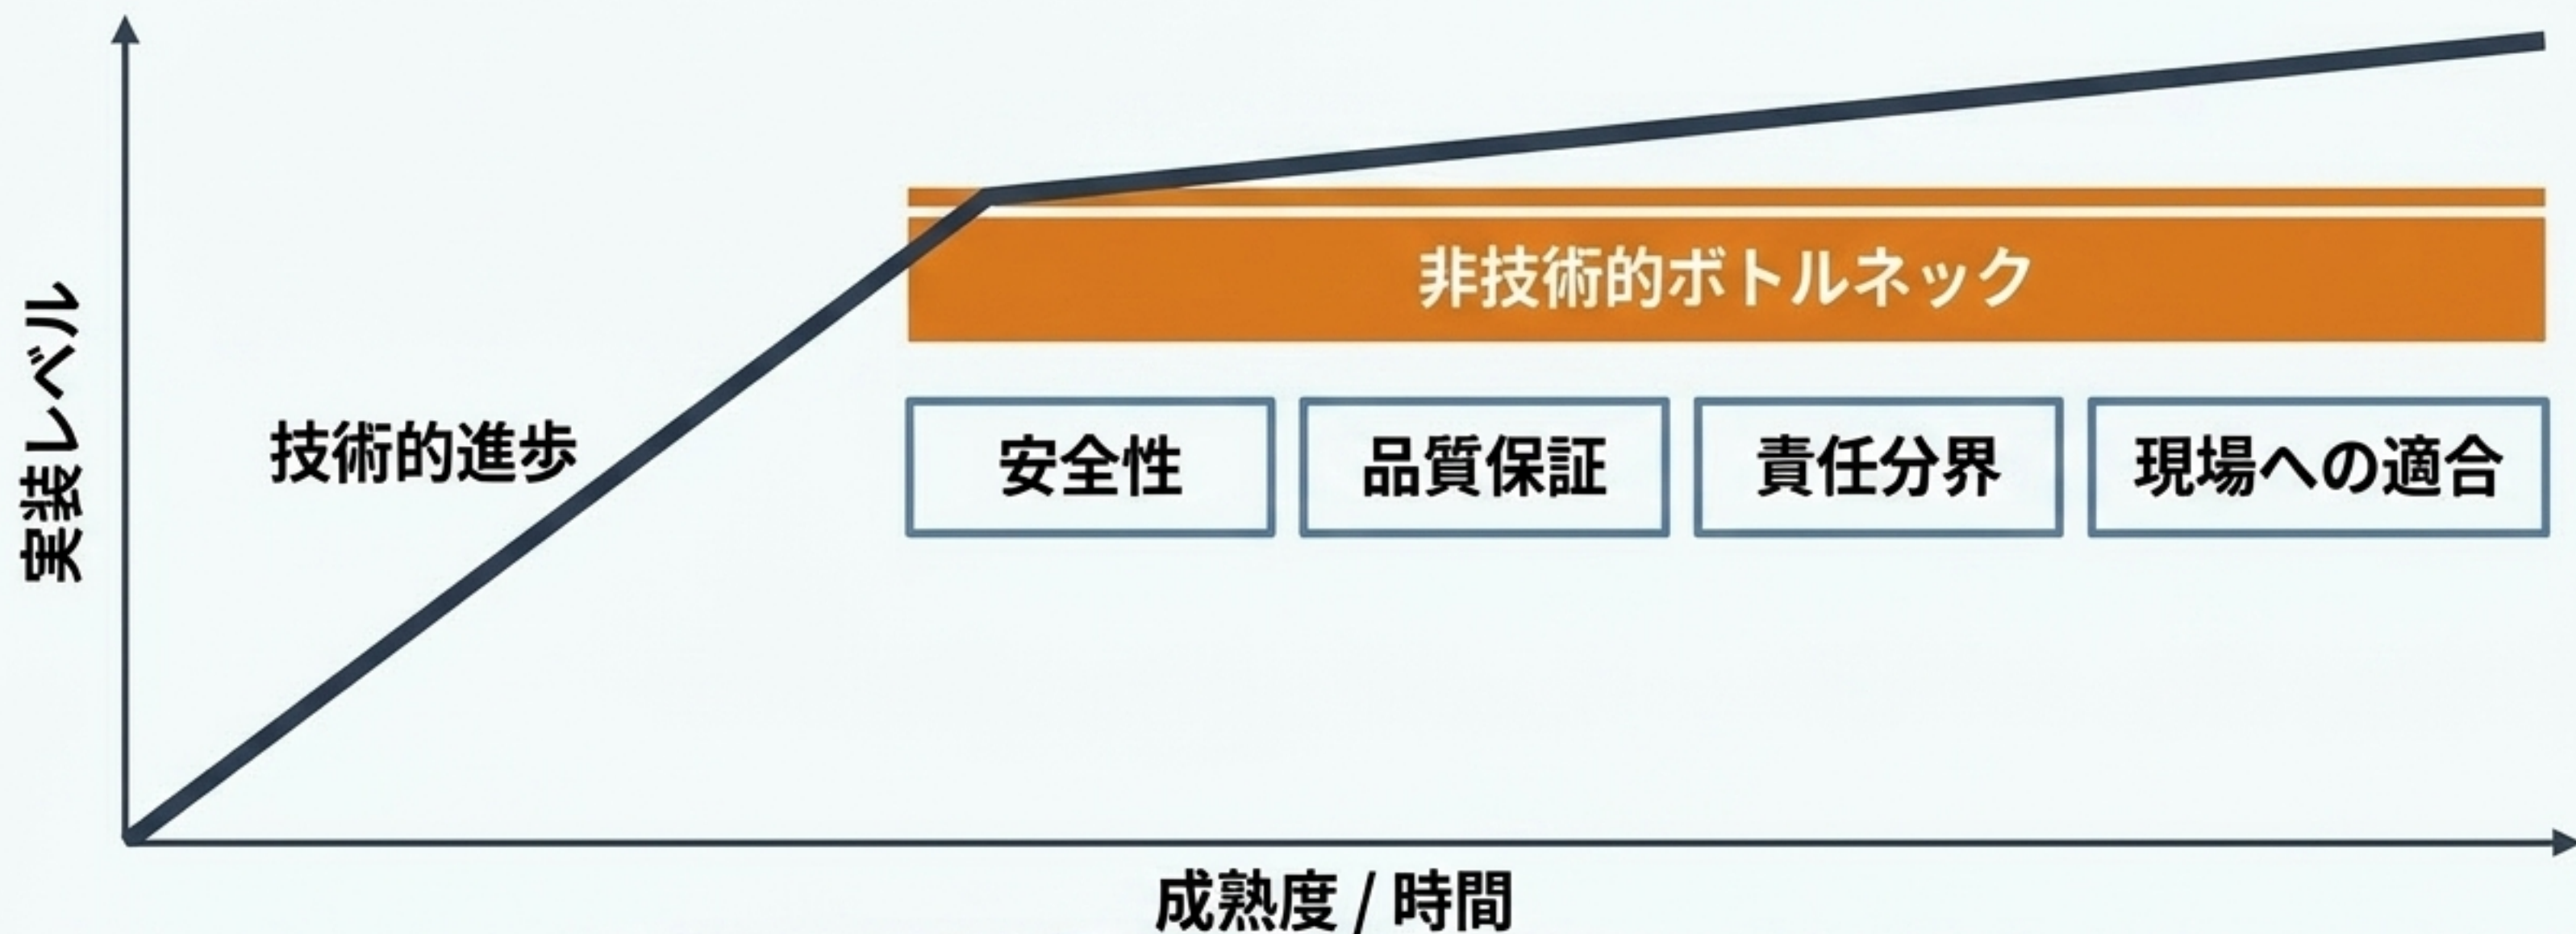 実装レベル
技術的進歩
非技術的ボトルネック
安全性
品質保証
責任分界
現場への適合
成熟度 / 時間